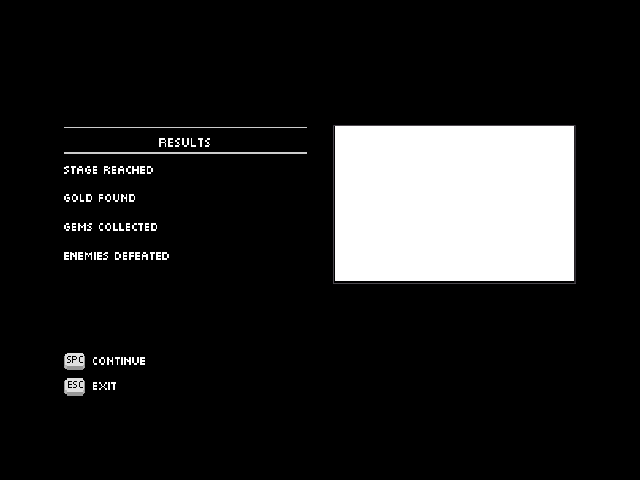 RESULTS
STAGE REACHED
GOLD FOUND
GEMS COLLECTED
ENEMIES DEFEATED
SPC CONTINUE
ESC EXIT